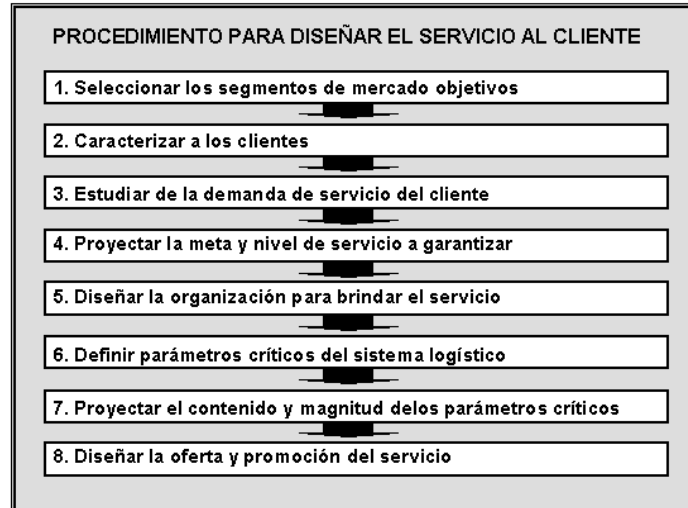 PROCEDIMIENTO PARA DISEÑAR EL SERVICIO AL CLIENTE
1. Seleccionar los segmentos de mercado objetivos
2. Caracterizar a los clientes
3. Estudiar de la demanda de servicio del cliente
4. Proyectar la meta y nivel de servicio a garantizar
5. Diseñar la organización para brindar el servicio
6. Definir parámetros críticos del sistema logístico
7. Proyectar el contenido y magnitud delos parámetros críticos
8. Diseñar la oferta y promoción del servicio